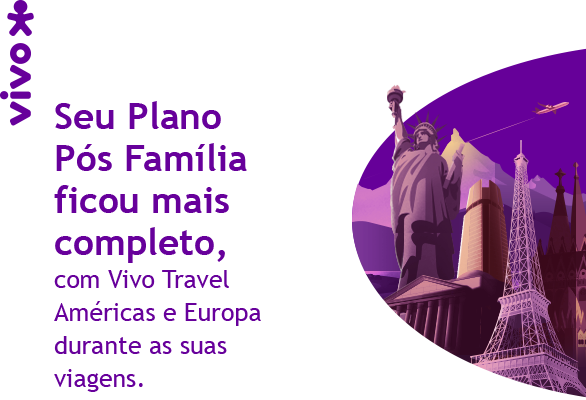 vivo
Seu Plano
Pós Família
ficou mais
completo,
com Vivo Travel
Américas e Europa
durante as suas
viagens.